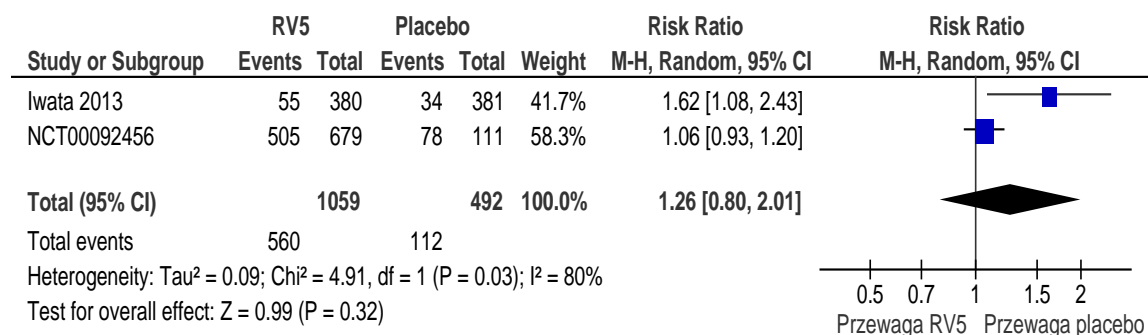 RV5 Placebo Risk Ratio Risk Ratio
Study or Subgroup Events Total Events Total Weight M-H, Random, 95% CI M-H, Random, 95% CI
Iwata 2013 55 380 34 381 41.7% 1.62 [1.08, 2.43]
NCT00092456 505 679 78 111 58.3% 1.06 [0.93, 1.20]
Total (95% CI) 1059 492 100.0% 1.26 [0.80, 2.01]
Total events 560 112
Heterogeneity: Tau² = 0.09; Chi² = 4.91, df = 1 (P = 0.03); I² = 80%
Test for overall effect: Z = 0.99 (P = 0.32)
0.5 0.7 1 1.5 2
Przewaga RV5 Przewaga placebo